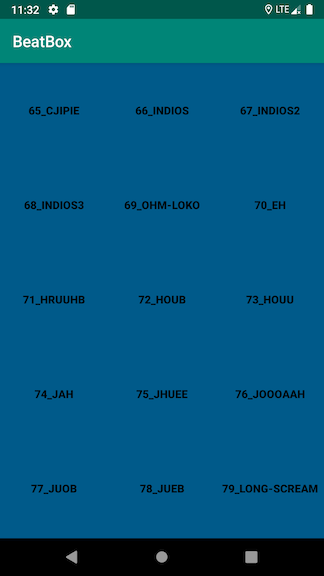 11:32 LTE
BeatBox
65_CJIPIE 66_INDIOS 67_INDIOS2
68_INDIOS3 69_OHM-LOKO 70_EH
71_HRUUHB 72_HOUB 73_HOUU
74_JAH 75_JHUEE 76_JOOOAAH
77_JUOB 78_JUEB 79_LONG-SCREAM